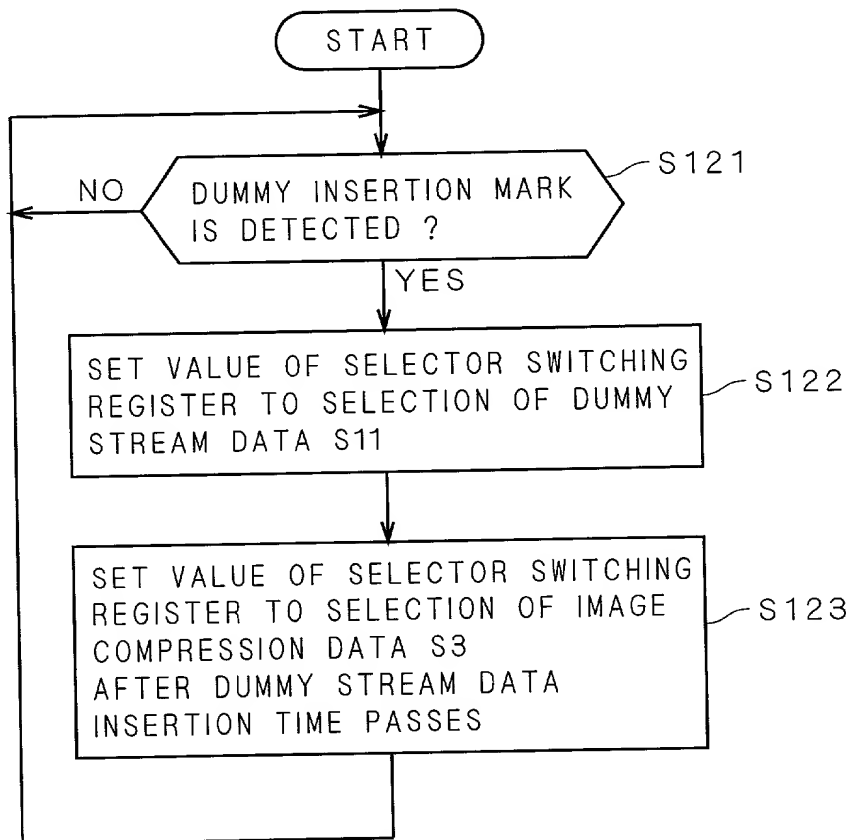 START
NO
DUMMY INSERTION MARK
IS DETECTED ?
S121
YES
SET VALUE OF SELECTOR SWITCHING
REGISTER TO SELECTION OF DUMMY
STREAM DATA S11
S122
SET VALUE OF SELECTOR SWITCHING
REGISTER TO SELECTION OF IMAGE
COMPRESSION DATA S3
AFTER DUMMY STREAM DATA
INSERTION TIME PASSES
S123